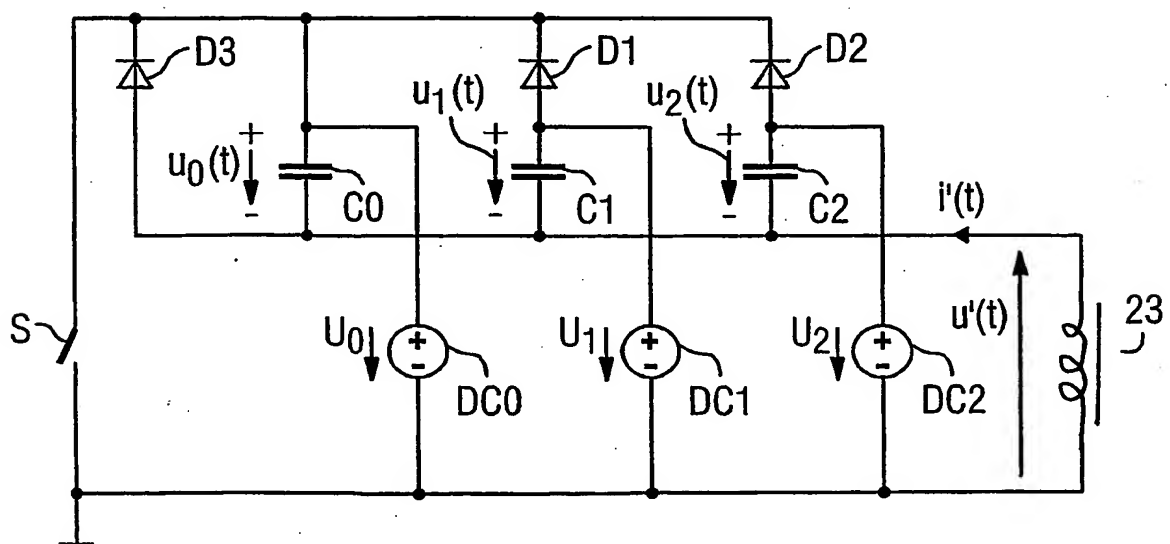 D3
D1
D2
u1(t)
u2(t)
+
+
+
u0(t)
-
-
-
C0
C1
C2
i'(t)
S
U0
+
-
U1
+
-
U2
+
-
u'(t)
23
DC0
DC1
DC2